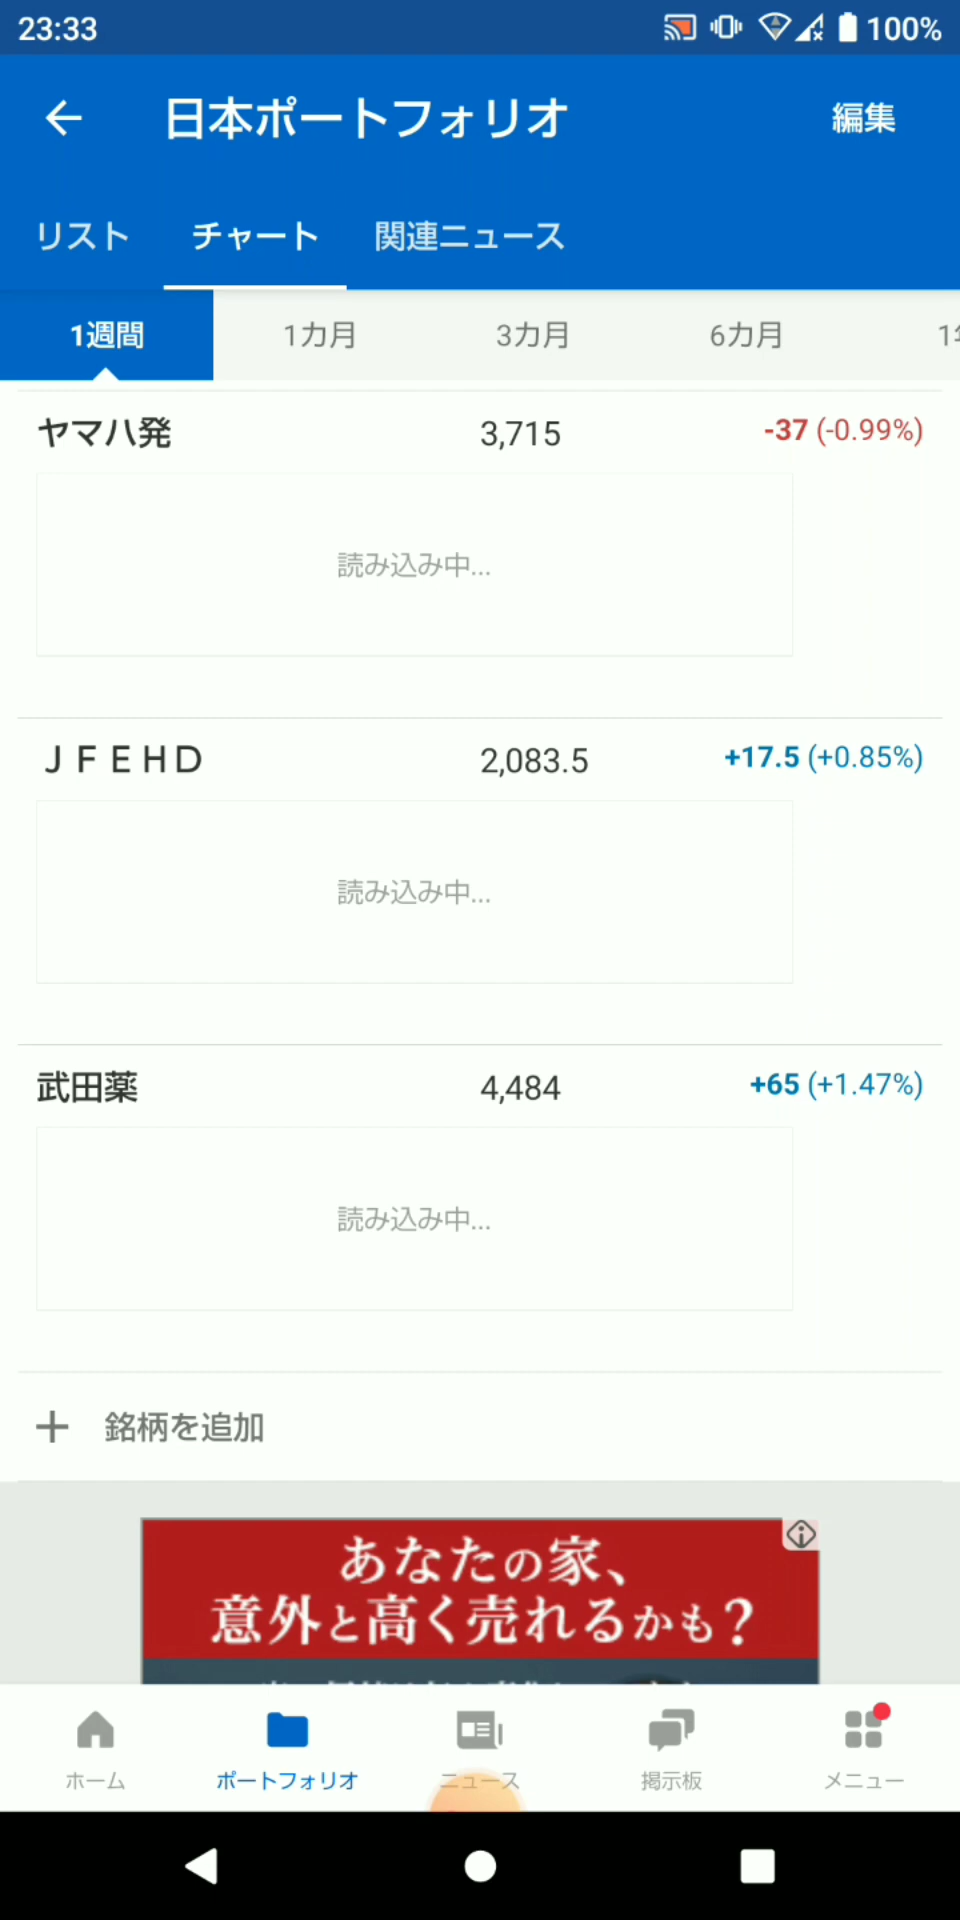 23:33
100%
日本ポートフォリオ
編集
リスト
チャート
関連ニュース
1週間
1カ月
3カ月
6カ月
ヤマハ発
3,715
-37 (-0.99%)
読み込み中...
ＪＦＥＨＤ
2,083.5
+17.5 (+0.85%)
読み込み中...
武田薬
4,484
+65 (+1.47%)
読み込み中...
銘柄を追加
あなたの家、
意外と高く売れるかも？
ホーム
ポートフォリオ
ニュース
掲示板
メニュー